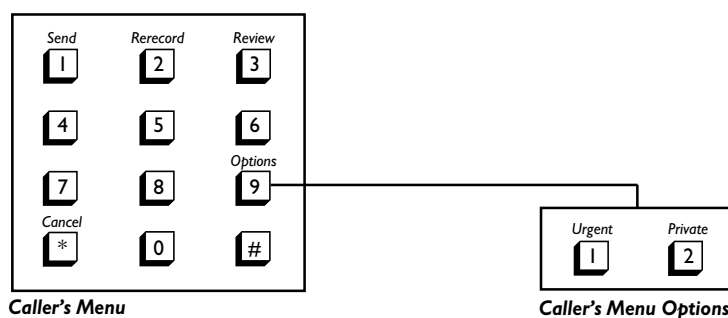 Send Rerecord Review
1 2 3
4 5 6
Options
7 8 9
Cancel
* 0 #
Urgent Private
1 2
Caller's Menu
Caller's Menu Options